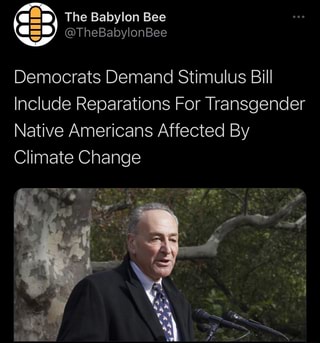 The Babylon Bee
@TheBabylonBee
Democrats Demand Stimulus Bill
Include Reparations For Transgender
Native Americans Affected By
Climate Change